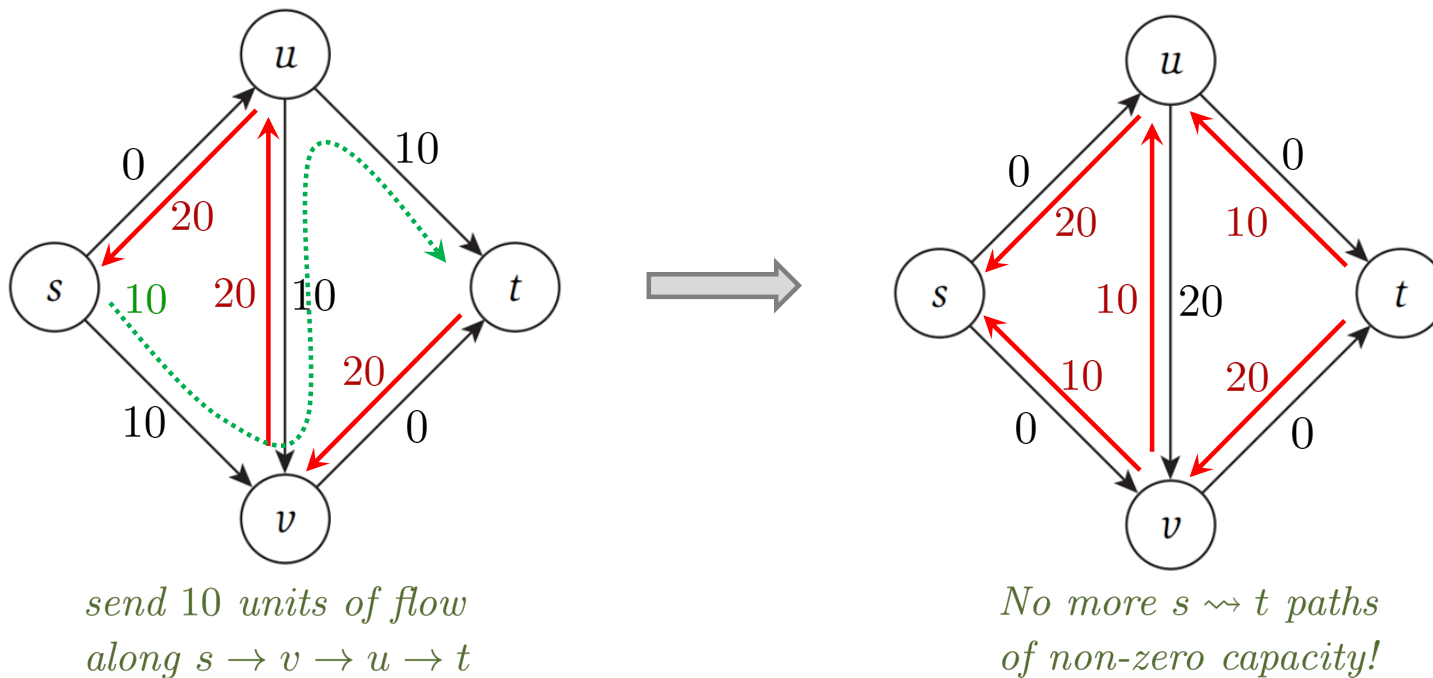 u
0
10
20
s
10
20
10
t
20
10
0
v
send 10 units of flow
along s → v → u → t
u
0
0
20
10
s
10
20
t
10
20
0
0
v
No more s ⇝ t paths
of non-zero capacity!